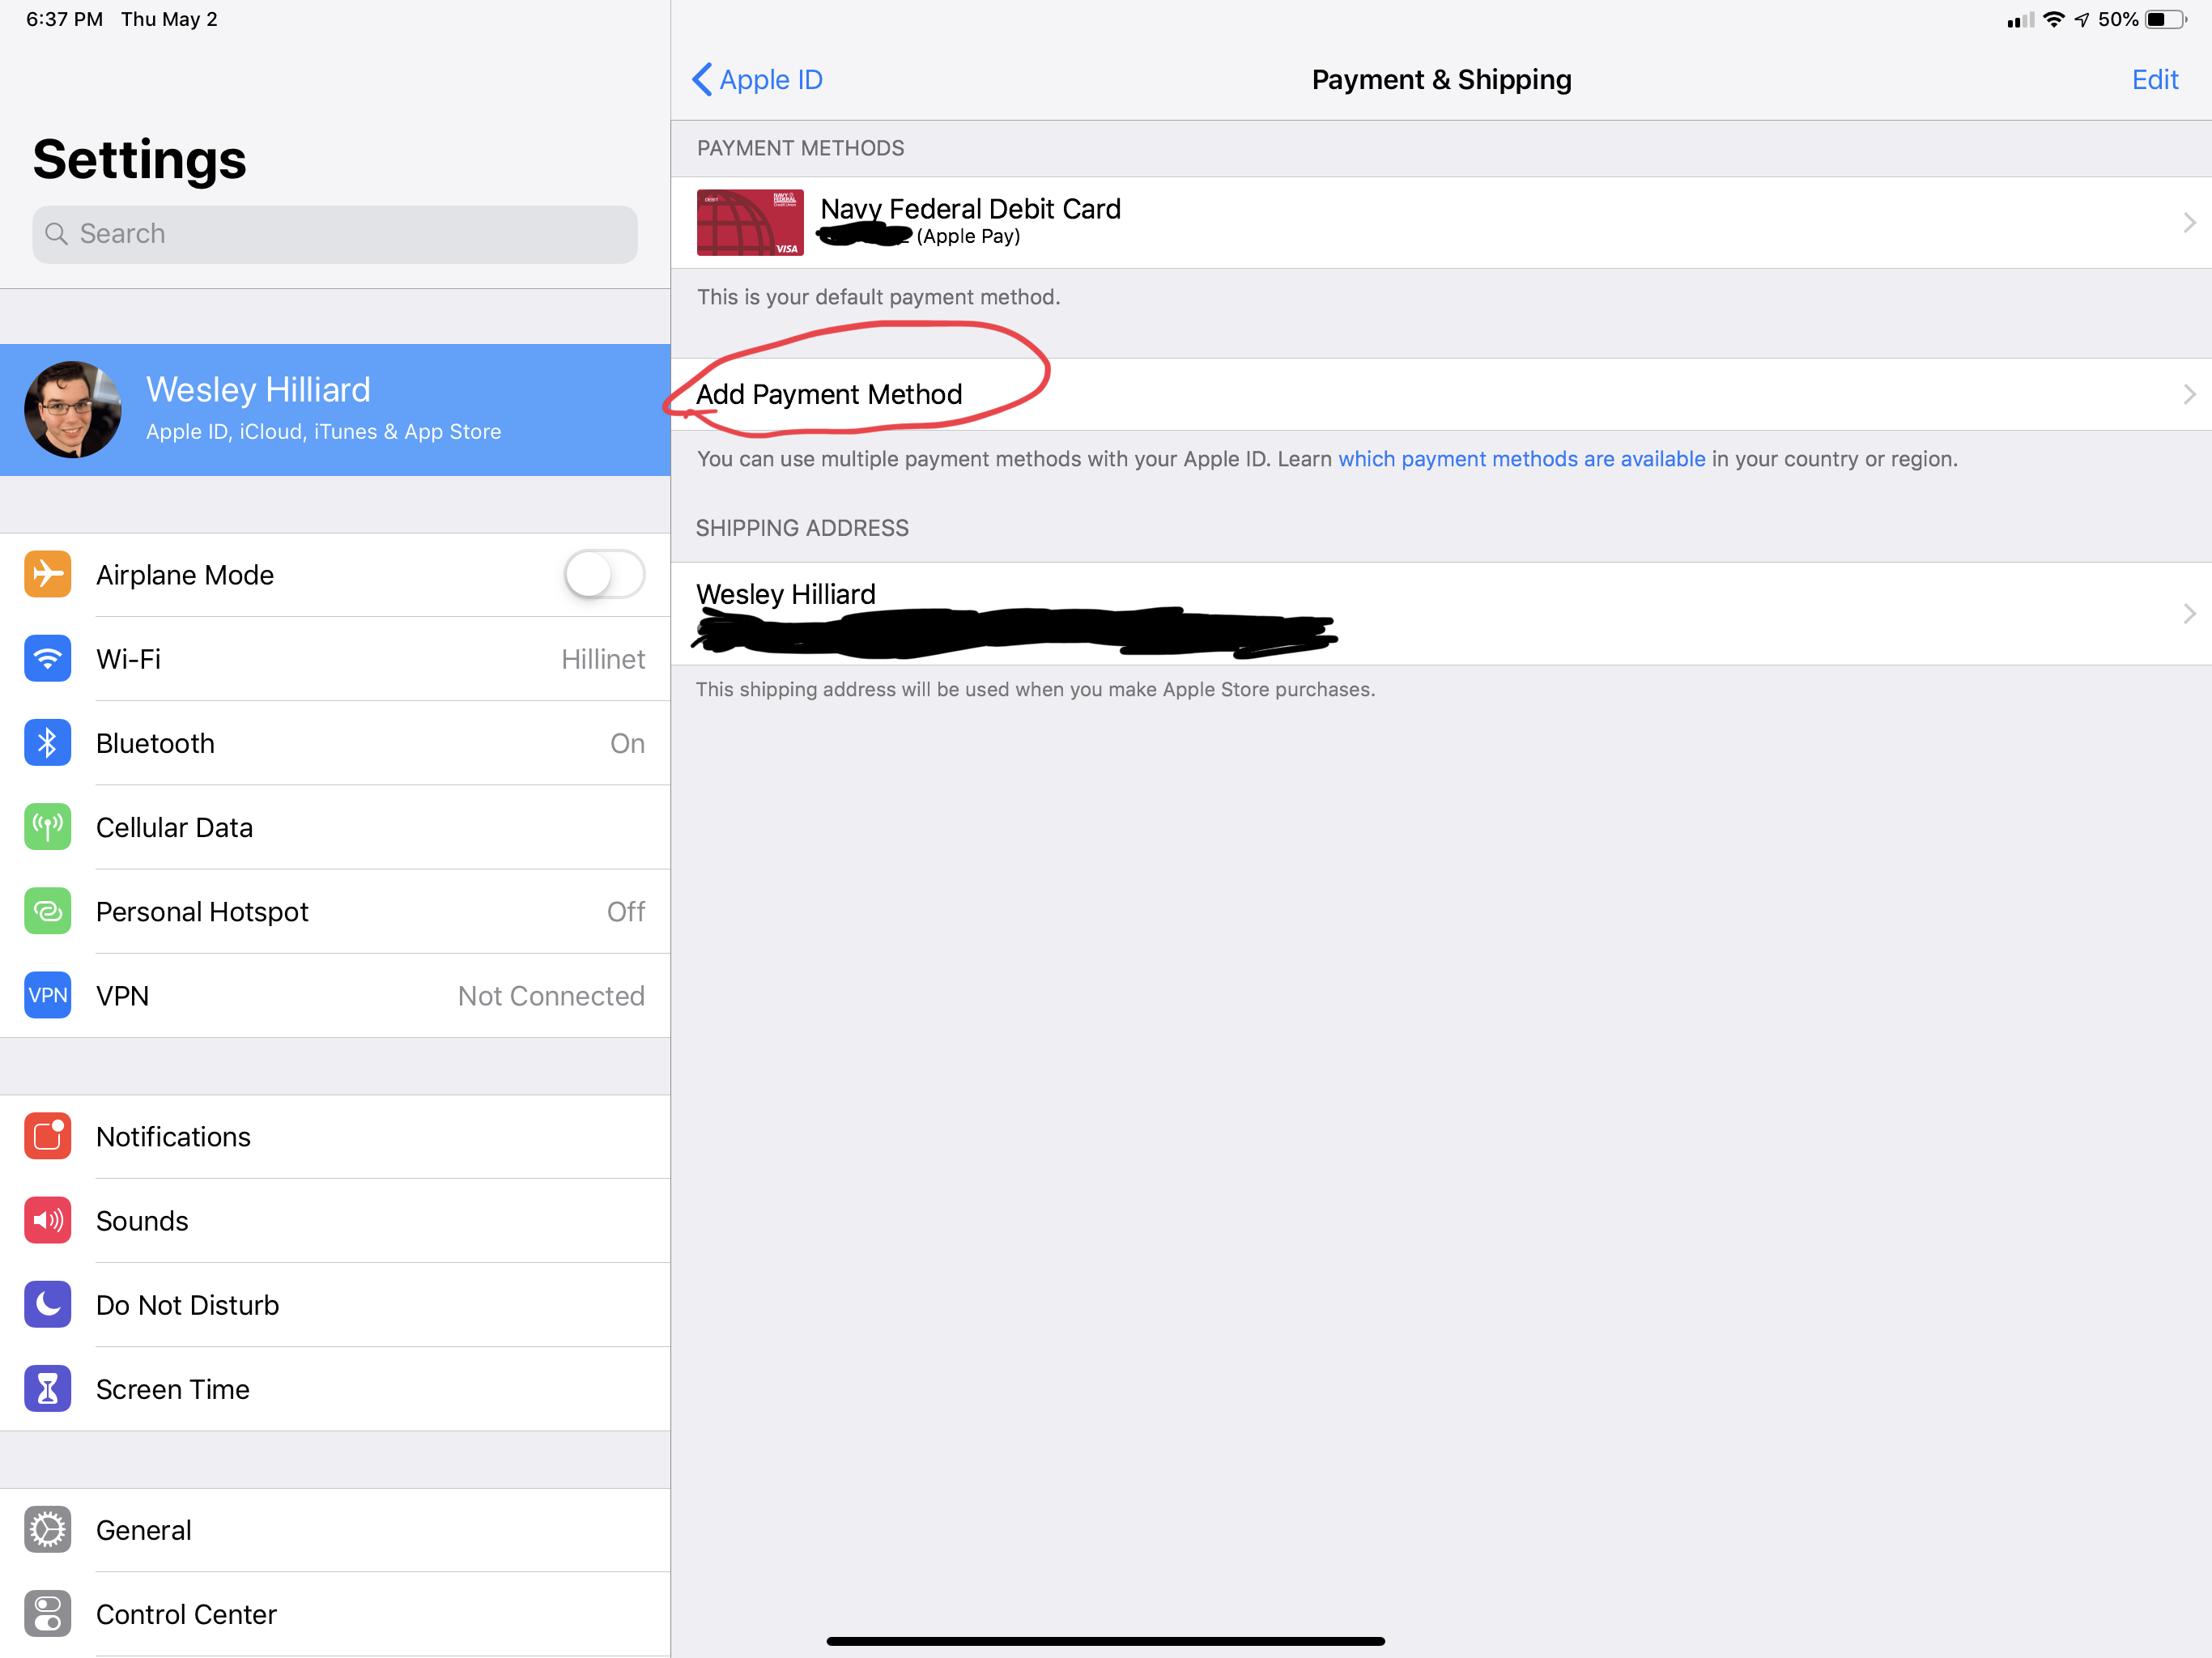 6:37 PM Thu May 2
50%
Settings
Search
Wesley Hilliard
Apple ID, iCloud, iTunes & App Store
Airplane Mode
Wi-Fi Hillinet
Bluetooth On
Cellular Data
Personal Hotspot Off
VPN VPN Not Connected
Notifications
Sounds
Do Not Disturb
Screen Time
General
Control Center
Apple ID Payment & Shipping Edit
PAYMENT METHODS
debit
NAVY
FEDERAL
Credit Union
VISA
Navy Federal Debit Card
(Apple Pay)
This is your default payment method.
Add Payment Method
You can use multiple payment methods with your Apple ID. Learn which payment methods are available in your country or region.
SHIPPING ADDRESS
Wesley Hilliard
This shipping address will be used when you make Apple Store purchases.